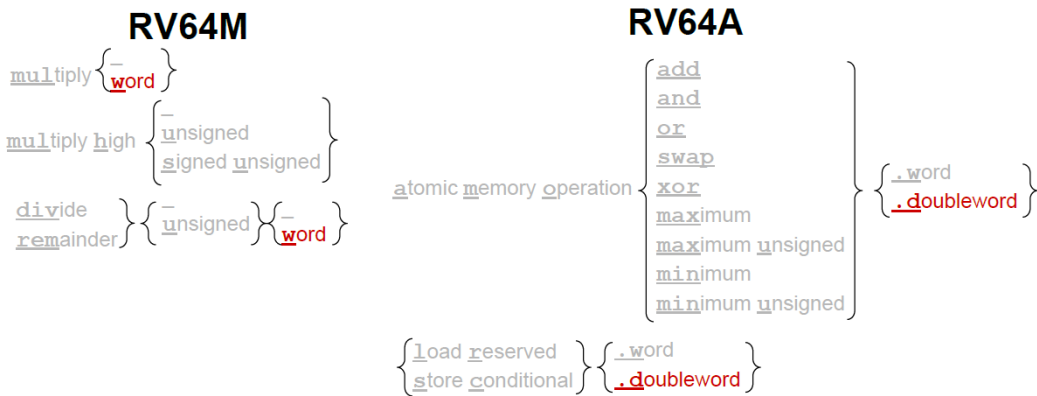 RV64M
multiply { _
word }
multiply high { _
unsigned
signed unsigned }
divide
remainder } { _
unsigned } { _
word }
RV64A
atomic memory operation { add
and
or
swap
xor
maximum
maximum unsigned
minimum
minimum unsigned } { .word
.doubleword }
{ load reserved
store conditional } { .word
.doubleword }